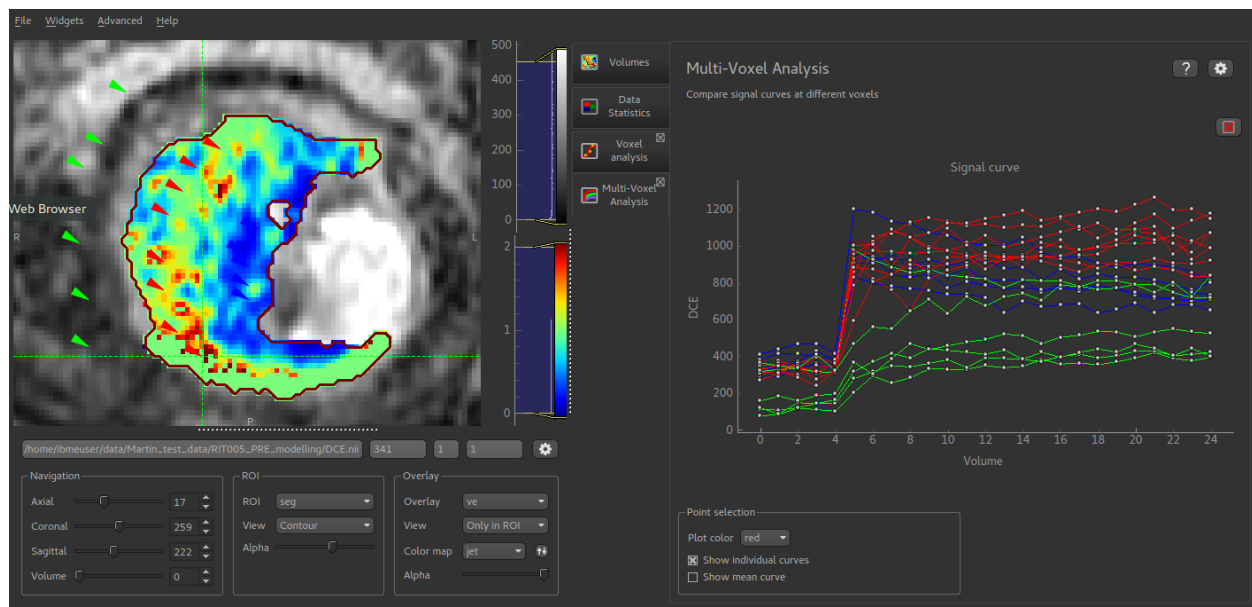 File Widgets Advanced Help
500
400
300
200
100
0
2
1
0
Web Browser
R
L
P
Volumes
Data
Statistics
Voxel
analysis
Multi-Voxel
Analysis
Multi-Voxel Analysis
?
Compare signal curves at different voxels
Signal curve
1200
1000
800
600
400
200
0
DCE
0 2 4 6 8 10 12 14 16 18 20 22 24
Volume
/home/ibmeuser/data/Martin_test_data/RIT005_PRE_modelling/DCE.nii 341 1 1
Navigation
Axial 17
Coronal 259
Sagittal 222
Volume 0
ROI
ROI seg
View Contour
Alpha
Overlay
Overlay ve
View Only in ROI
Color map jet
Alpha
Point selection
Plot color red
Show individual curves
Show mean curve